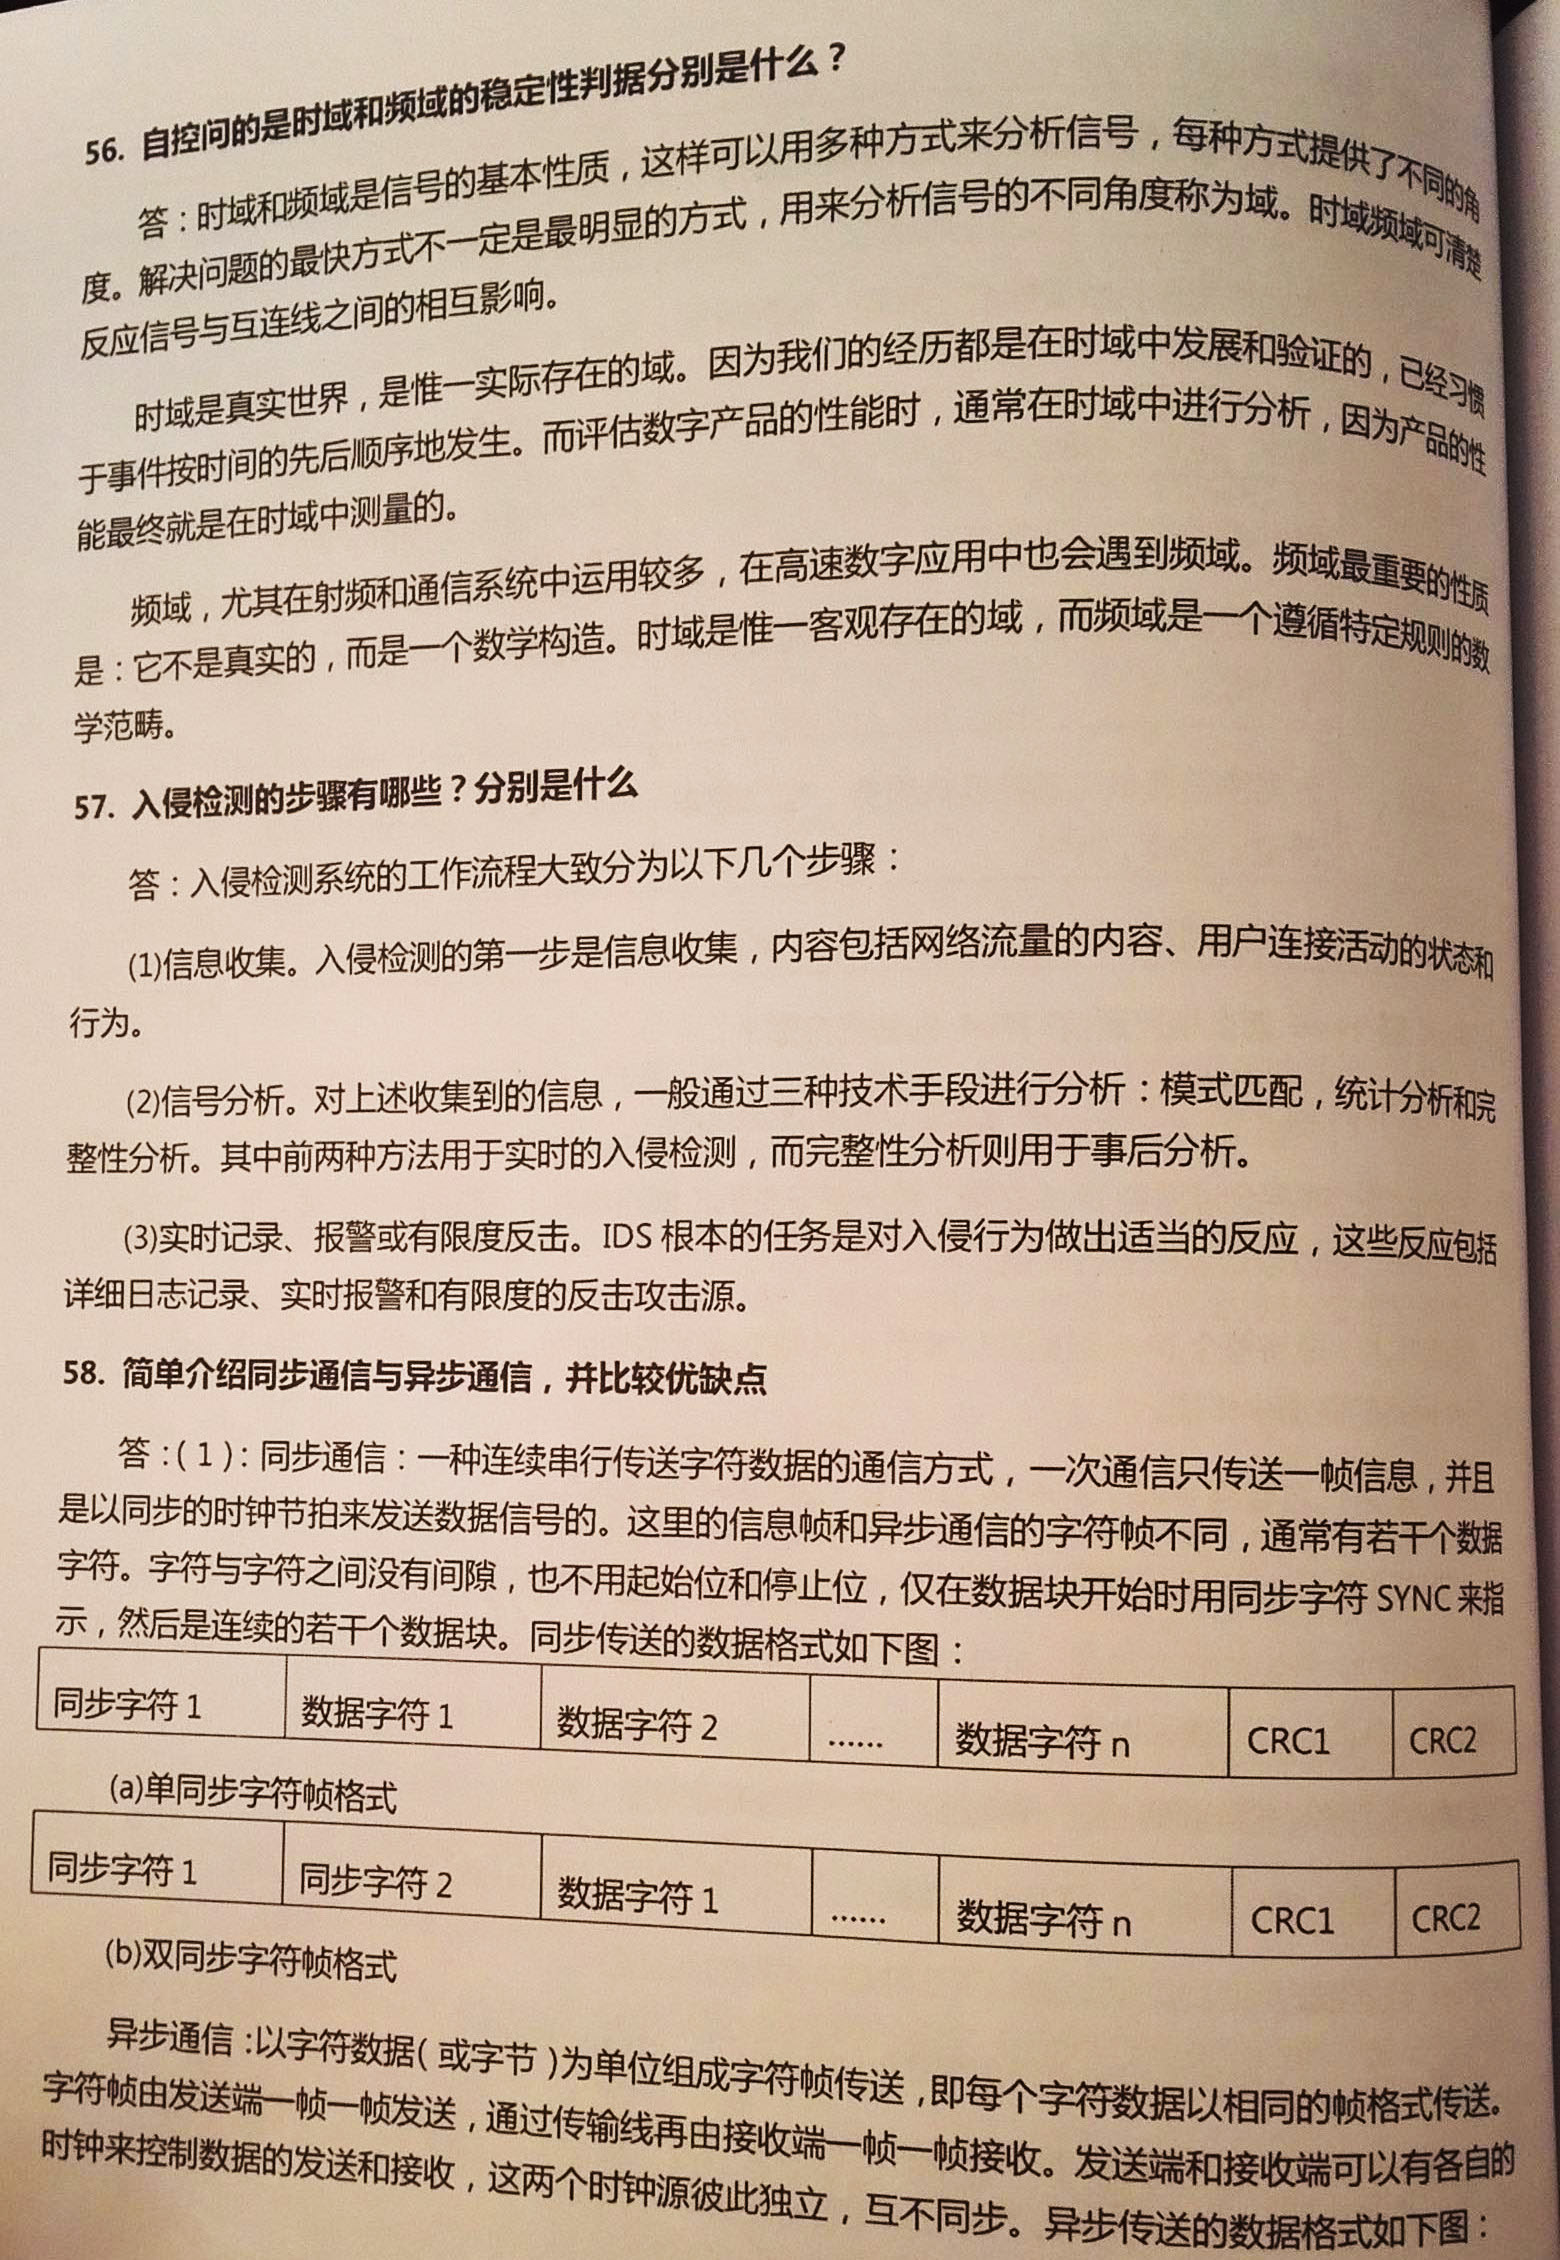 56. 自控问的是时域和频域的稳定性判据分别是什么？
答：时域和频域是信号的基本性质，这样可以用多种方式来分析信号，每种方式提供了不同的角
度。解决问题的最快方式不一定是最明显的方式，用来分析信号的不同角度称为域。时域频域可清楚
反应信号与互连线之间的相互影响。
时域是真实世界，是惟一实际存在的域。因为我们的经历都是在时域中发展和验证的，已经习惯
于事件按时间的先后顺序地发生。而评估数字产品的性能时，通常在时域中进行分析，因为产品的性
能最终就是在时域中测量的。
频域，尤其在射频和通信系统中运用较多，在高速数字应用中也会遇到频域。频域最重要的性质
是：它不是真实的，而是一个数学构造。时域是惟一客观存在的域，而频域是一个遵循特定规则的数
学范畴。
57. 入侵检测的步骤有哪些？分别是什么
答：入侵检测系统的工作流程大致分为以下几个步骤：
(1)信息收集。入侵检测的第一步是信息收集，内容包括网络流量的内容、用户连接活动的状态和
行为。
(2)信号分析。对上述收集到的信息，一般通过三种技术手段进行分析：模式匹配，统计分析和完
整性分析。其中前两种方法用于实时的入侵检测，而完整性分析则用于事后分析。
(3)实时记录、报警或有限度反击。IDS 根本的任务是对入侵行为做出适当的反应，这些反应包括
详细日志记录、实时报警和有限度的反击攻击源。
58. 简单介绍同步通信与异步通信，并比较优缺点
答：(1)：同步通信：一种连续串行传送字符数据的通信方式，一次通信只传送一帧信息，并且
是以同步的时钟节拍来发送数据信号的。这里的信息帧和异步通信的字符帧不同，通常有若干个数据
字符。字符与字符之间没有间隙，也不用起始位和停止位，仅在数据块开始时用同步字符 SYNC 来指
示，然后是连续的若干个数据块。同步传送的数据格式如下图：
同步字符 1 数据字符 1 数据字符 2 …… 数据字符 n CRC1 CRC2
(a)单同步字符帧格式
同步字符 1 同步字符 2 数据字符 1 …… 数据字符 n CRC1 CRC2
(b)双同步字符帧格式
异步通信：以字符数据(或字节)为单位组成字符帧传送，即每个字符数据以相同的帧格式传送。
字符帧由发送端一帧一帧发送，通过传输线再由接收端一帧一帧接收。发送端和接收端可以有各自的
时钟来控制数据的发送和接收，这两个时钟源彼此独立，互不同步。异步传送的数据格式如下图：